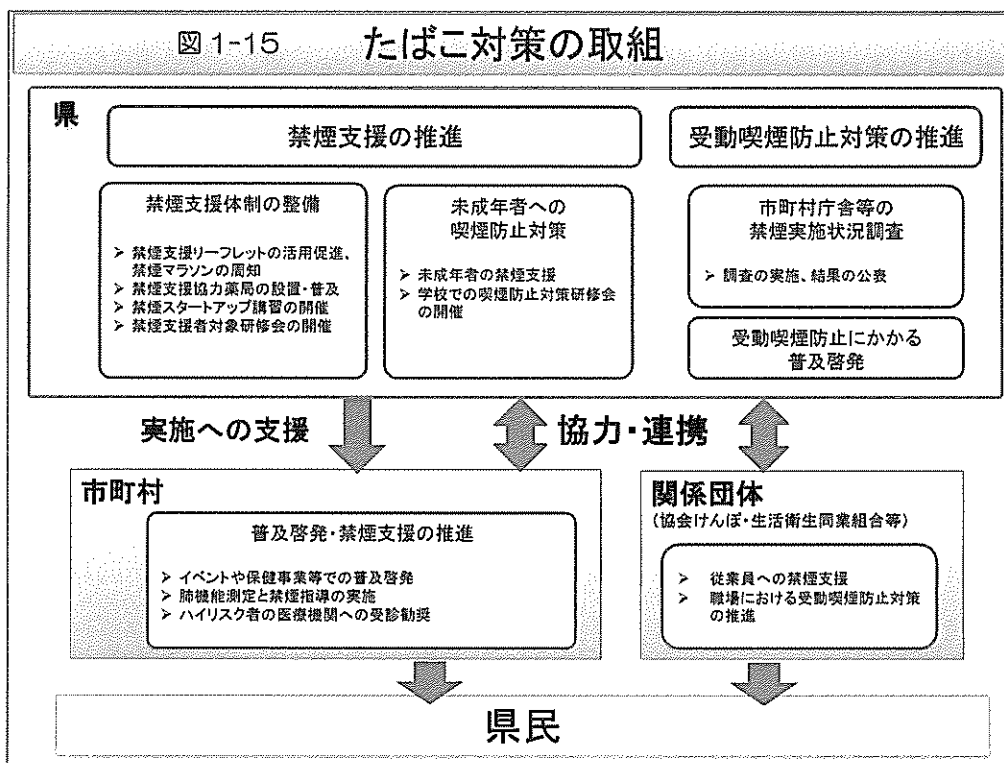 図1-15 たばこ対策の取組
県
禁煙支援の推進
受動喫煙防止対策の推進
禁煙支援体制の整備
➤ 禁煙支援リーフレットの活用促進、
禁煙マラソンの周知
➤ 禁煙支援協力薬局の設置・普及
➤ 禁煙スタートアップ講習の開催
➤ 禁煙支援者対象研修会の開催
未成年者への
喫煙防止対策
➤ 未成年者の禁煙支援
➤ 学校での喫煙防止対策研修会
の開催
市町村庁舎等の
禁煙実施状況調査
➤ 調査の実施、結果の公表
受動喫煙防止にかかる
普及啓発
実施への支援
協力・連携
市町村
普及啓発・禁煙支援の推進
➤ イベントや保健事業等での普及啓発
➤ 肺機能測定と禁煙指導の実施
➤ ハイリスク者の医療機関への受診勧奨
関係団体
(協会けんぽ・生活衛生同業組合等)
➤ 従業員への禁煙支援
➤ 職場における受動喫煙防止対策
の推進
県民